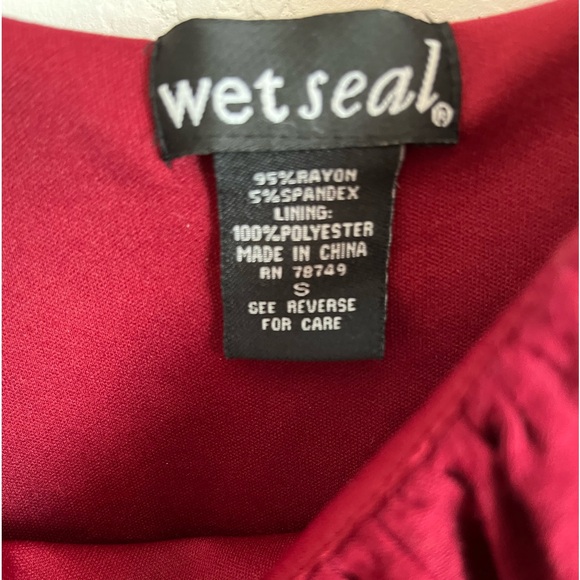 wet seal®
95%RAYON
5%SPANDEX
LINING:
100%POLYESTER
MADE IN CHINA
RN 78749
S
SEE REVERSE
FOR CARE